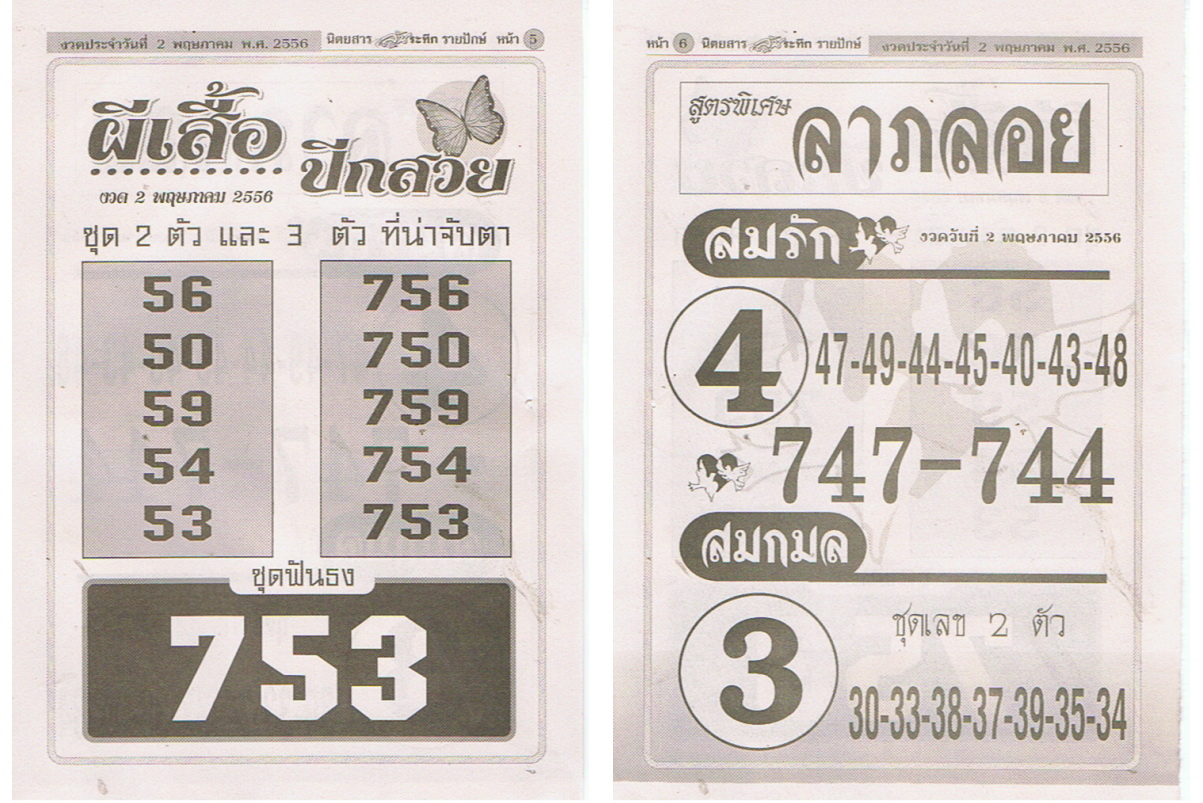 งวดประจำวันที่ 2 พฤษภาคม พ.ศ. 2556 นิตยสาร รายปักษ์ หน้า 5
ผีเสื้อ
ปีกสวย
งวด 2 พฤษภาคม 2556
ชุด 2 ตัว และ 3 ตัว ที่น่าจับตา
56 756
50 750
59 759
54 754
53 753
ชุดฟันธง
753
หน้า 6 นิตยสาร รายปักษ์ งวดประจำวันที่ 2 พฤษภาคม พ.ศ. 2556
สูตรพิเศษ ลาภลอย
สมรัก งวดวันที่ 2 พฤษภาคม 2556
4 47-49-44-45-40-43-48
747-744
สมกมล
ชุดเลข 2 ตัว
3 30-33-38-37-39-35-34